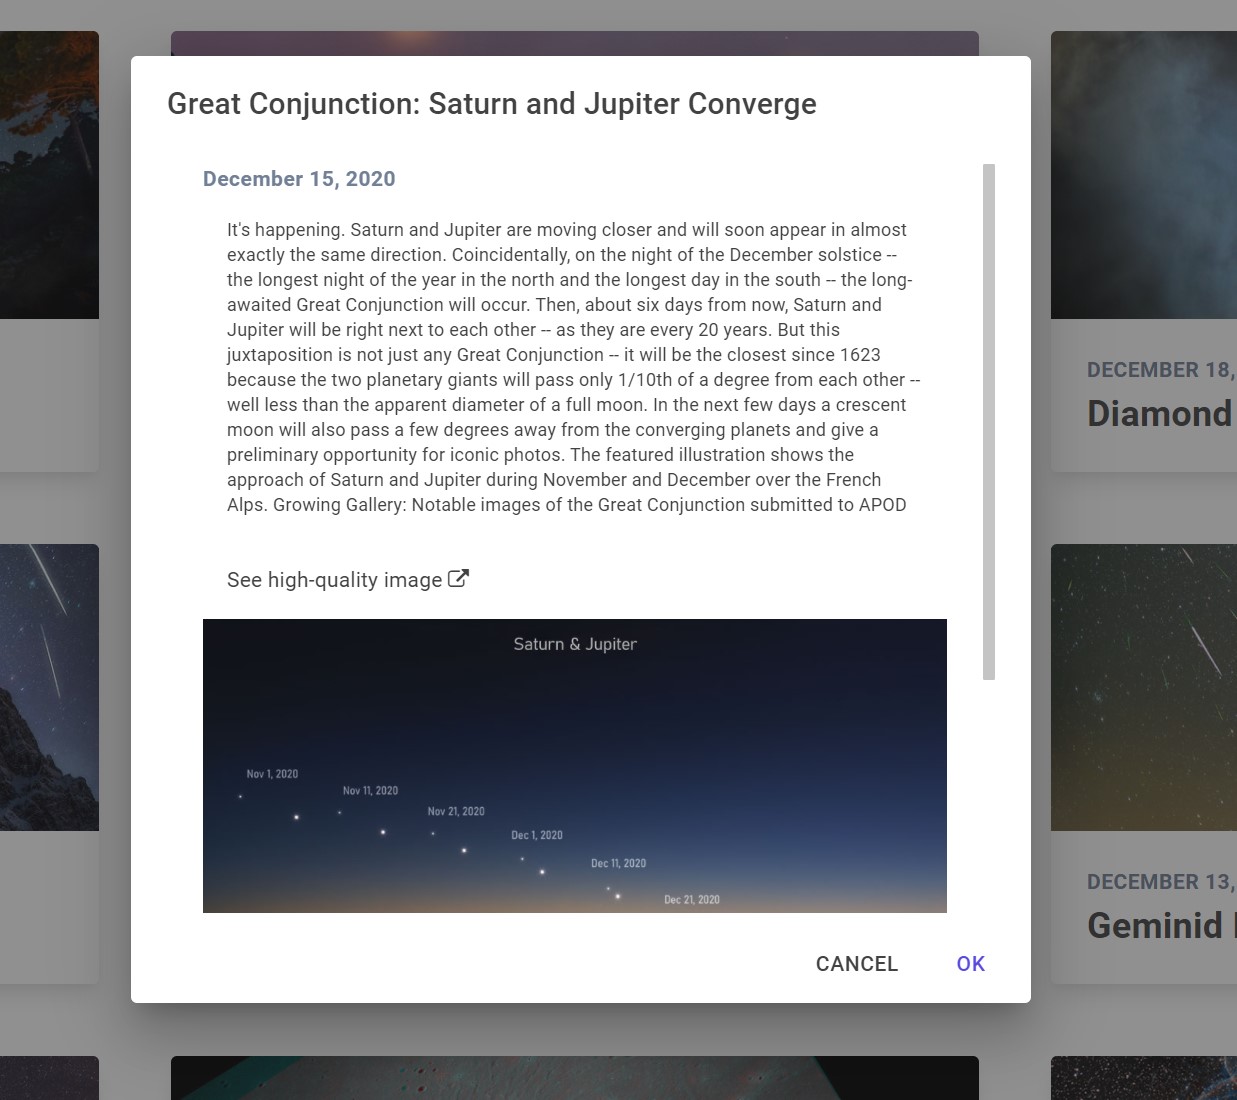 Great Conjunction: Saturn and Jupiter Converge
December 15, 2020
It's happening. Saturn and Jupiter are moving closer and will soon appear in almost
exactly the same direction. Coincidentally, on the night of the December solstice --
the longest night of the year in the north and the longest day in the south -- the long-
awaited Great Conjunction will occur. Then, about six days from now, Saturn and
Jupiter will be right next to each other -- as they are every 20 years. But this
juxtaposition is not just any Great Conjunction -- it will be the closest since 1623
because the two planetary giants will pass only 1/10th of a degree from each other --
well less than the apparent diameter of a full moon. In the next few days a crescent
moon will also pass a few degrees away from the converging planets and give a
preliminary opportunity for iconic photos. The featured illustration shows the
approach of Saturn and Jupiter during November and December over the French
Alps. Growing Gallery: Notable images of the Great Conjunction submitted to APOD
See high-quality image
Saturn & Jupiter
Nov 1, 2020
Nov 11, 2020
Nov 21, 2020
Dec 1, 2020
Dec 11, 2020
Dec 21, 2020
CANCEL OK
DECEMBER 18,
Diamond
DECEMBER 13,
Geminid